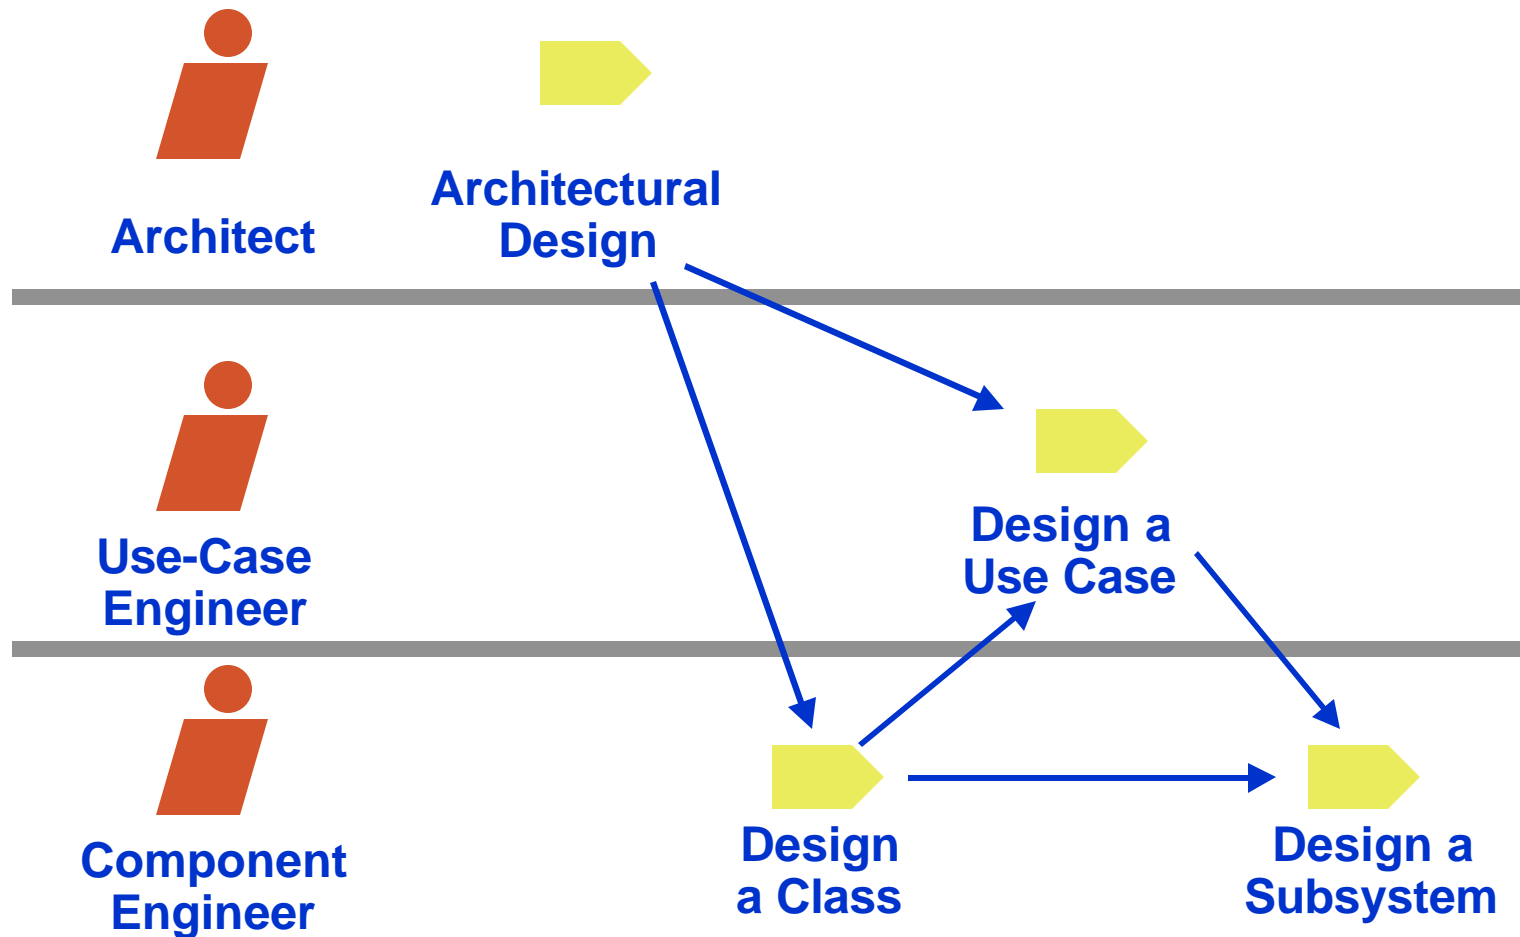 Architect
Architectural
Design
Use-Case
Engineer
Design a
Use Case
Component
Engineer
Design
a Class
Design a
Subsystem